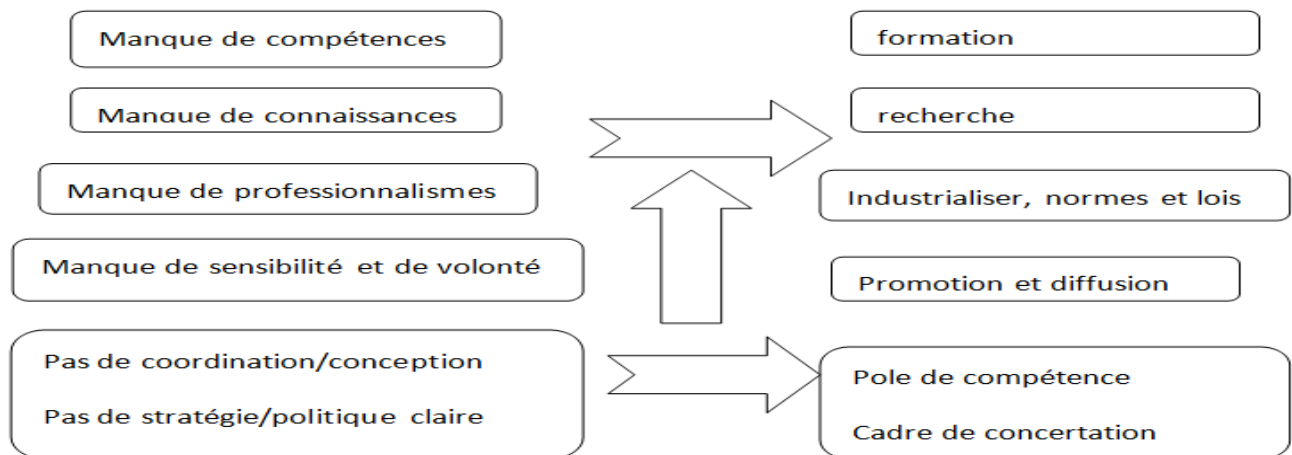 Manque de compétences
Manque de connaissances
Manque de professionnalismes
Manque de sensibilité et de volonté
Pas de coordination/conception
Pas de stratégie/politique claire
formation
recherche
Industrialiser, normes et lois
Promotion et diffusion
Pole de compétence
Cadre de concertation